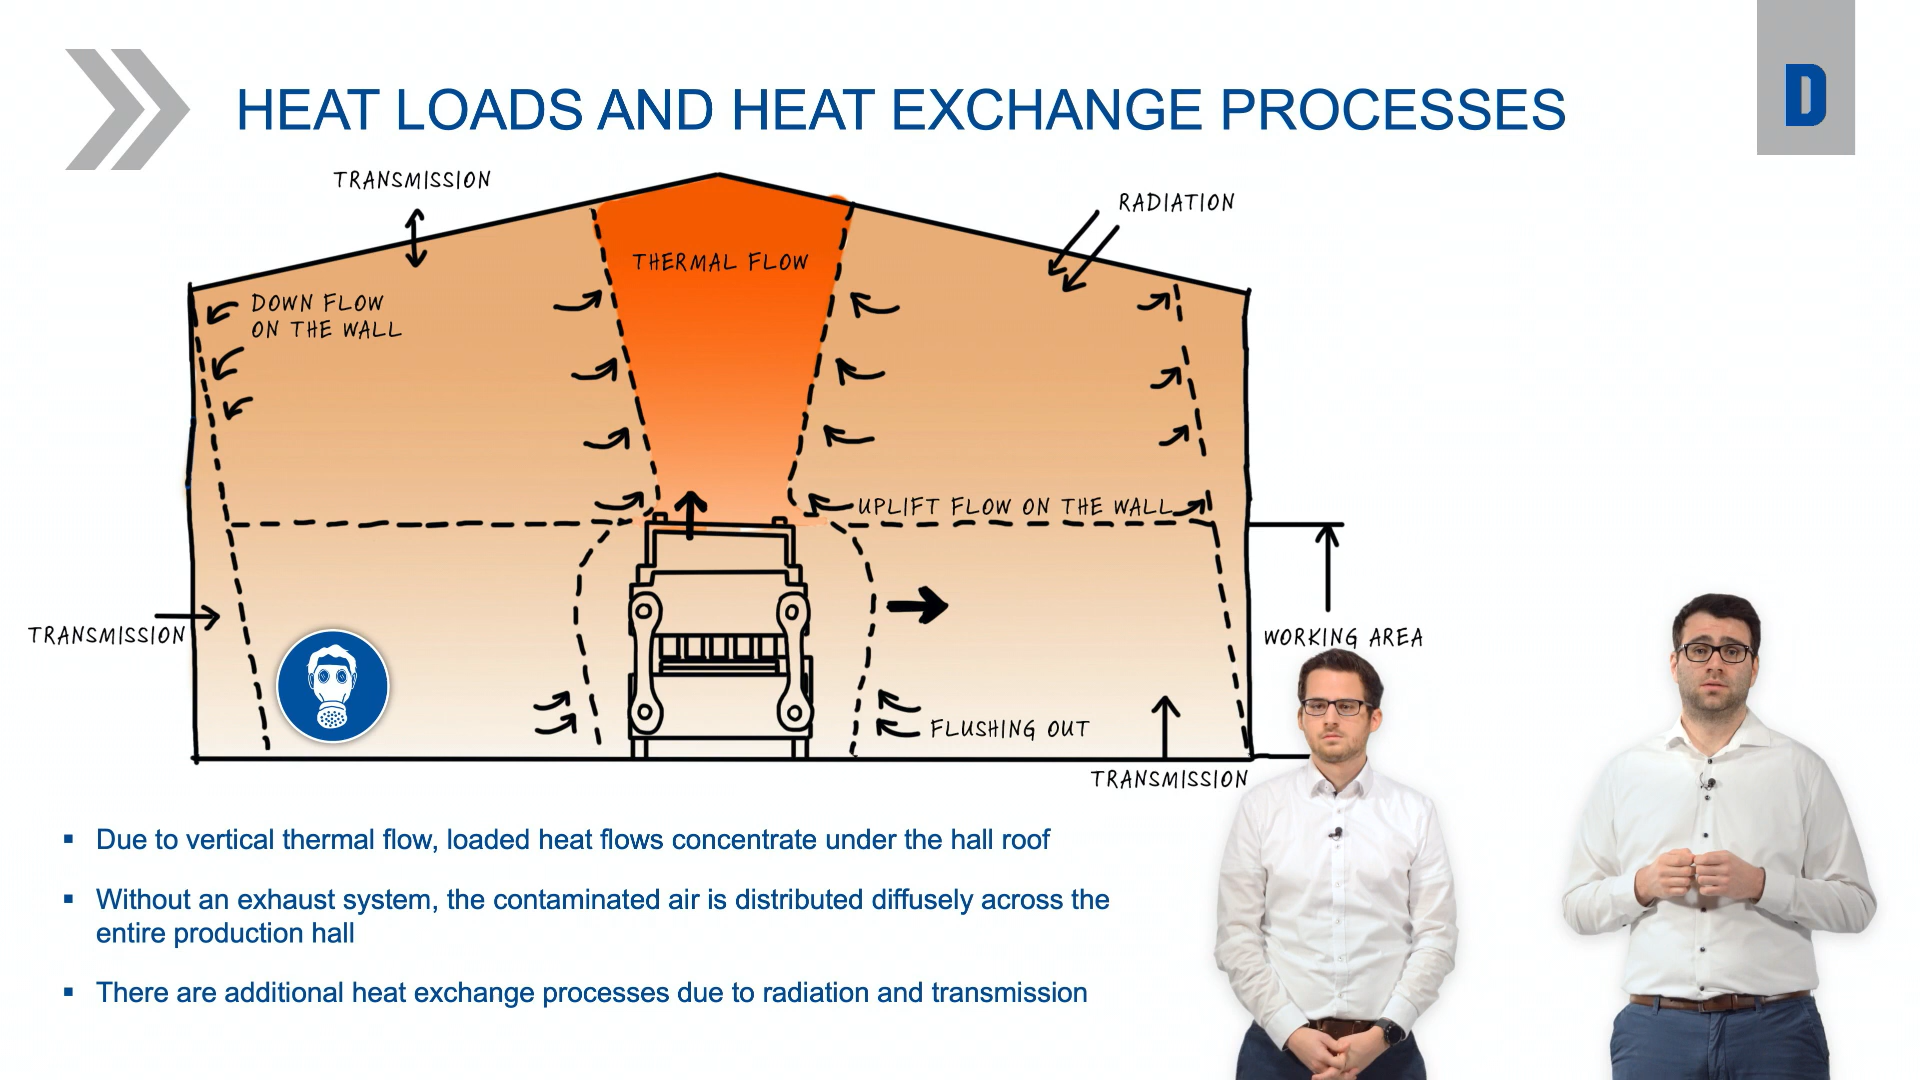 D
HEAT LOADS AND HEAT EXCHANGE PROCESSES
TRANSMISSION
RADIATION
THERMAL FLOW
DOWN FLOW
ON THE WALL
UPLIFT FLOW ON THE WALL
TRANSMISSION
WORKING AREA
FLUSHING OUT
TRANSMISSION
▪ Due to vertical thermal flow, loaded heat flows concentrate under the hall roof
▪ Without an exhaust system, the contaminated air is distributed diffusely across the
entire production hall
▪ There are additional heat exchange processes due to radiation and transmission